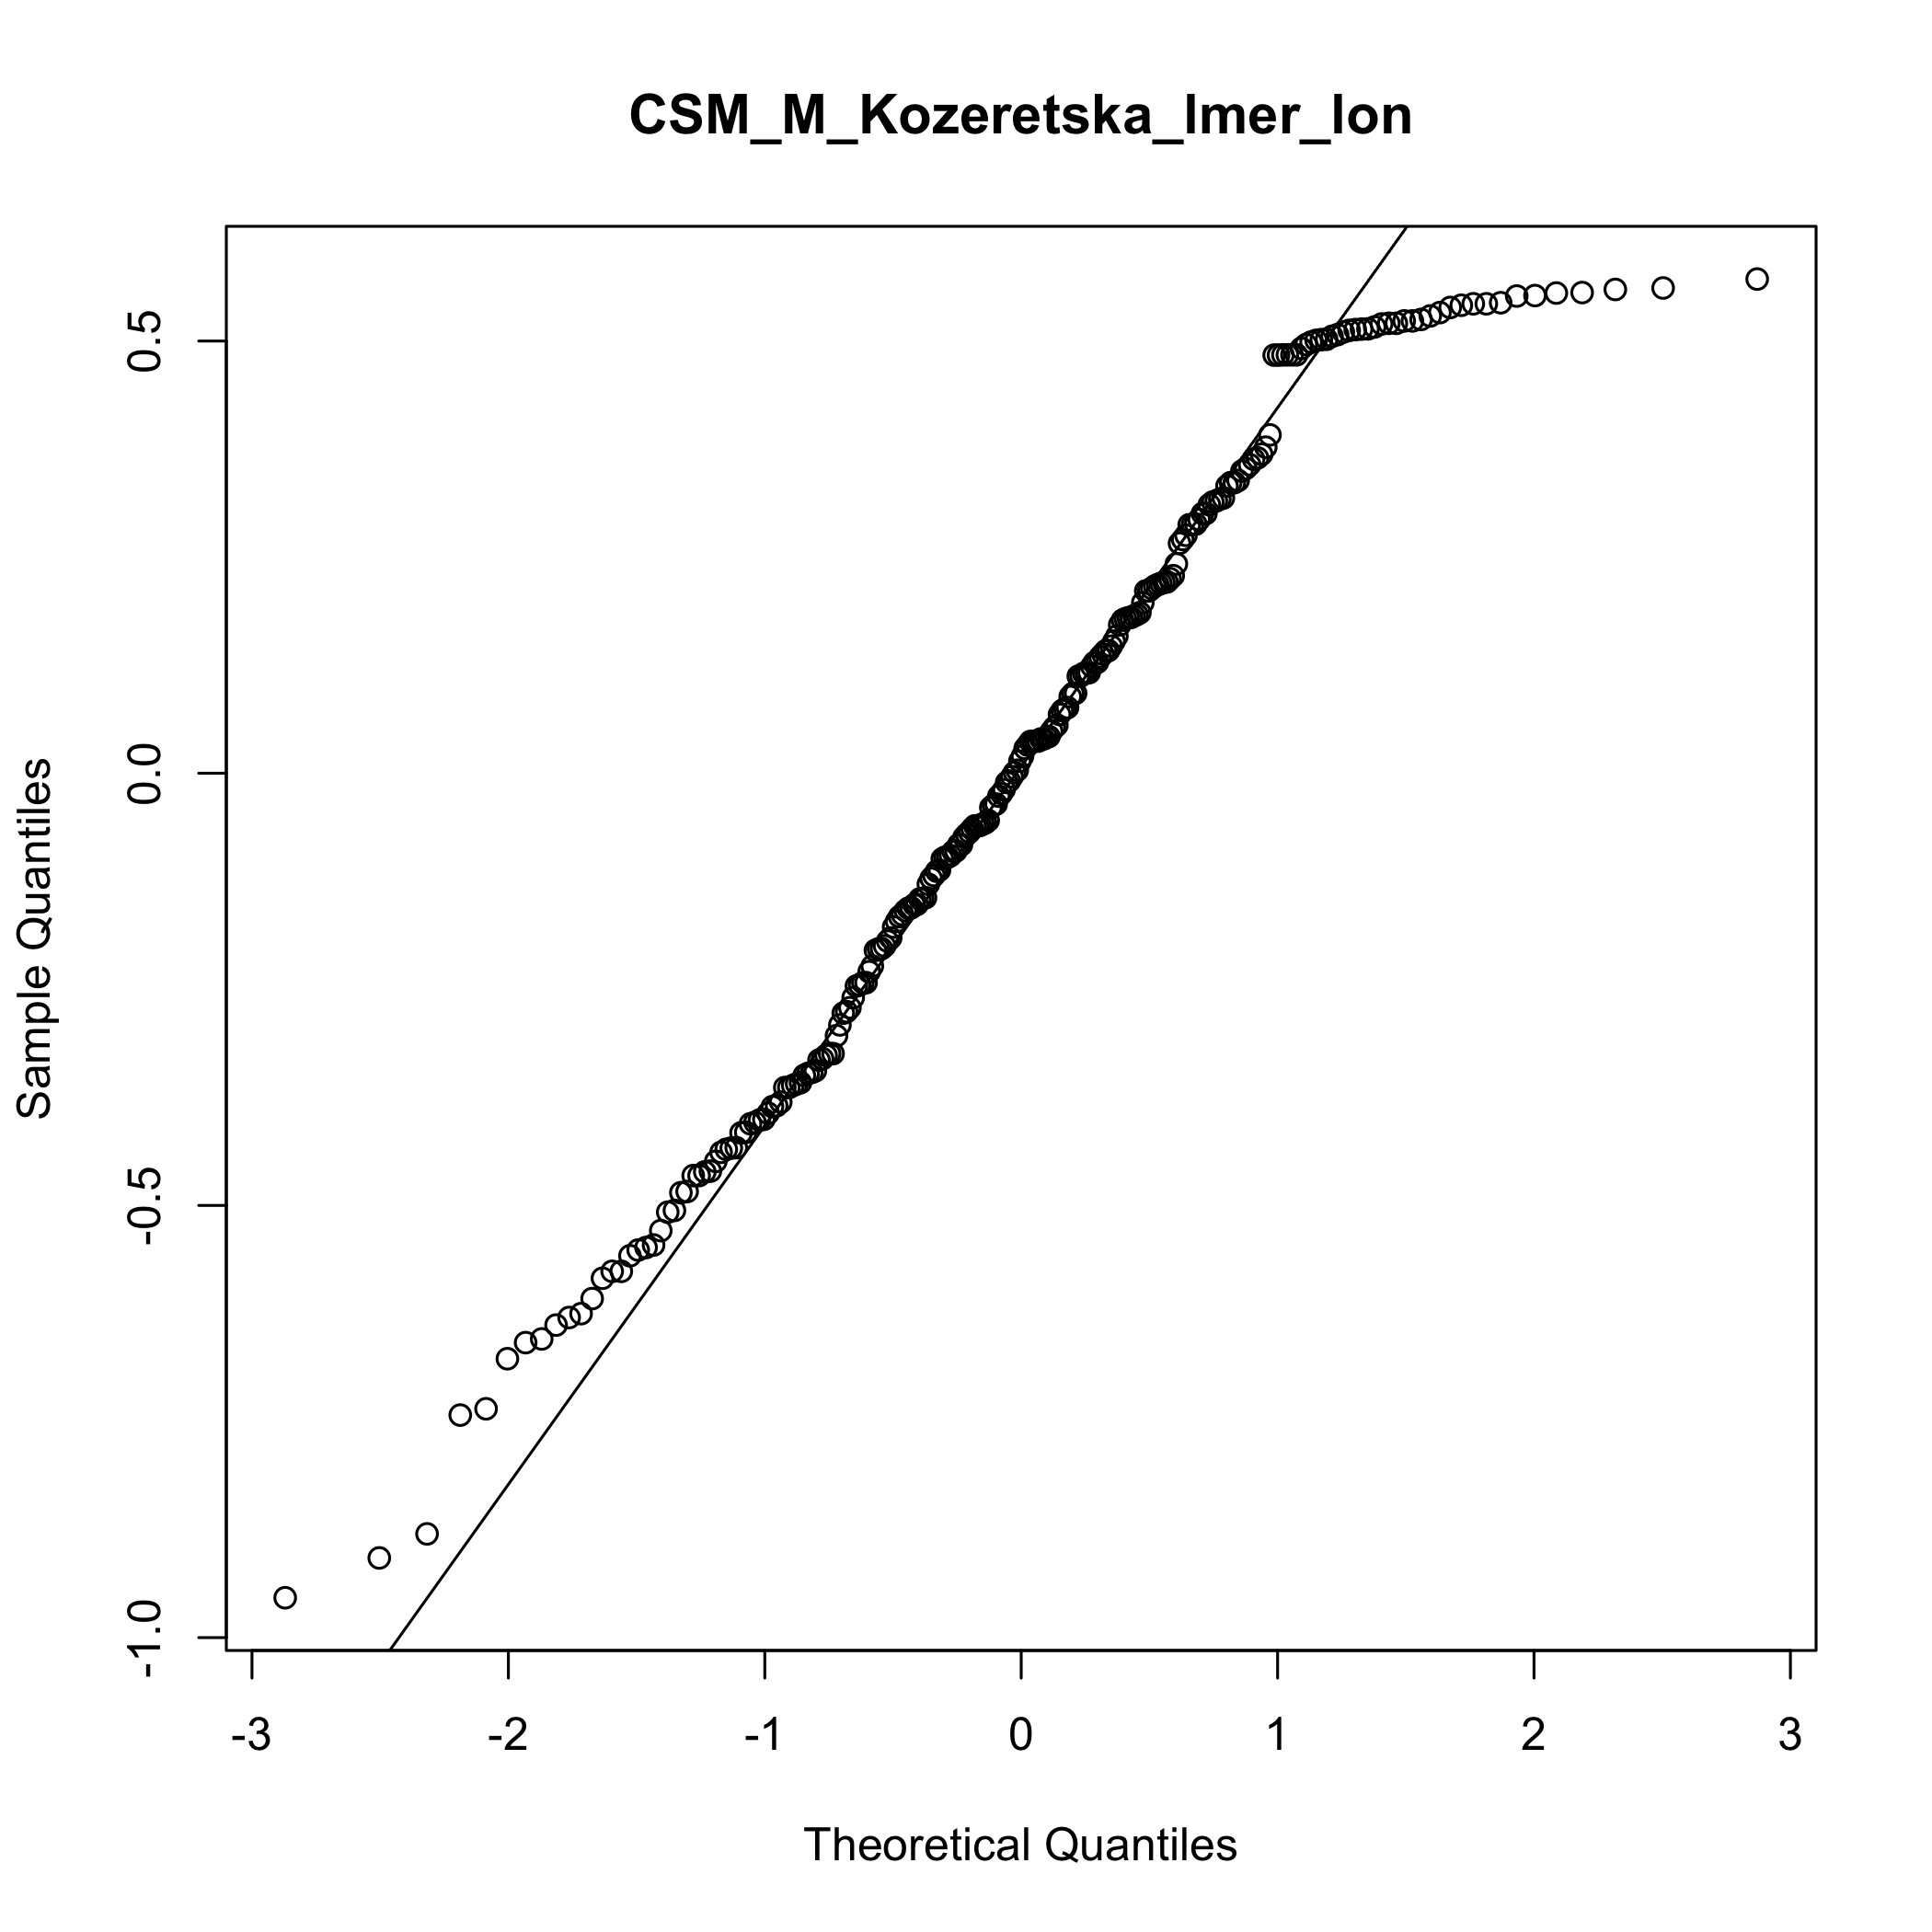 CSM_M_Kozeretska_lmer_lon
0.5
0.0
-0.5
-1.0
Sample Quantiles
-3 -2 -1 0 1 2 3
Theoretical Quantiles